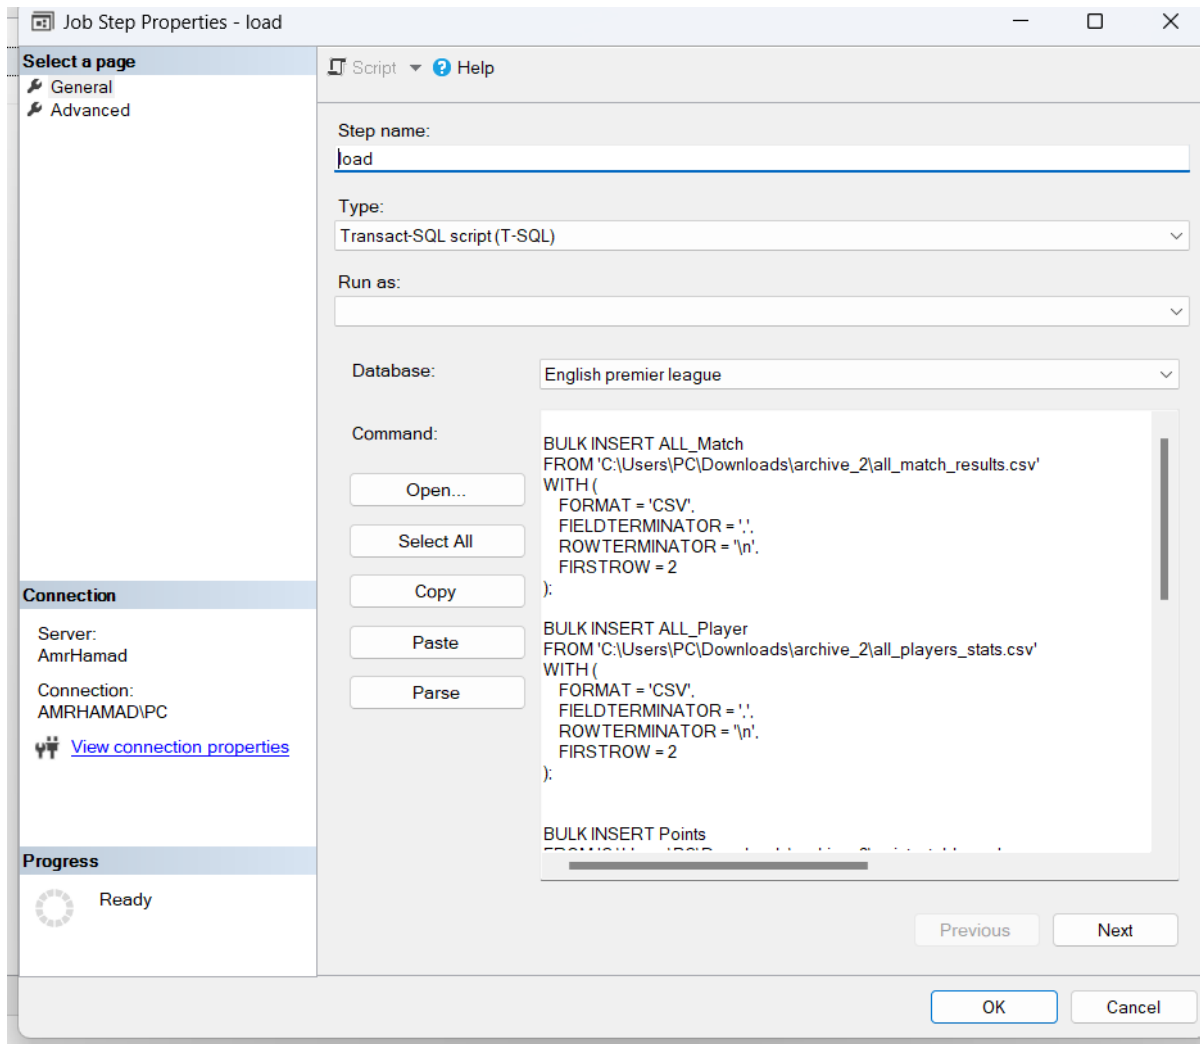 Job Step Properties - load
Select a page
General
Advanced
Script
Help
Step name:
load
Type:
Transact-SQL script (T-SQL)
Run as:
Database:
English premier league
Command:
Open...
Select All
Copy
Paste
Parse
BULK INSERT ALL_Match
FROM 'C:\Users\PC\Downloads\archive_2\all_match_results.csv'
WITH (
FORMAT = 'CSV',
FIELDTERMINATOR = ',',
ROWTERMINATOR = '\n',
FIRSTROW = 2
);
BULK INSERT ALL_Player
FROM 'C:\Users\PC\Downloads\archive_2\all_players_stats.csv'
WITH (
FORMAT = 'CSV',
FIELDTERMINATOR = ',',
ROWTERMINATOR = '\n',
FIRSTROW = 2
);
BULK INSERT Points
Connection
Server:
AmrHamad
Connection:
AMRHAMAD\PC
View connection properties
Progress
Ready
Previous
Next
OK
Cancel